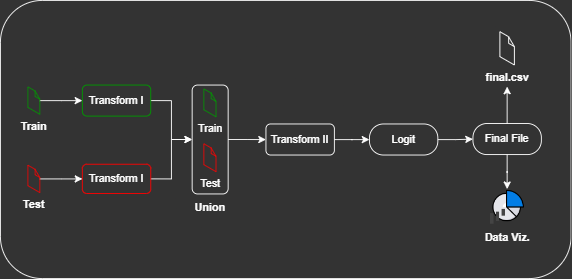 final.csv
Train
Transform I
Train
Transform II
Logit
Final File
Test
Transform I
Test
Union
Data Viz.